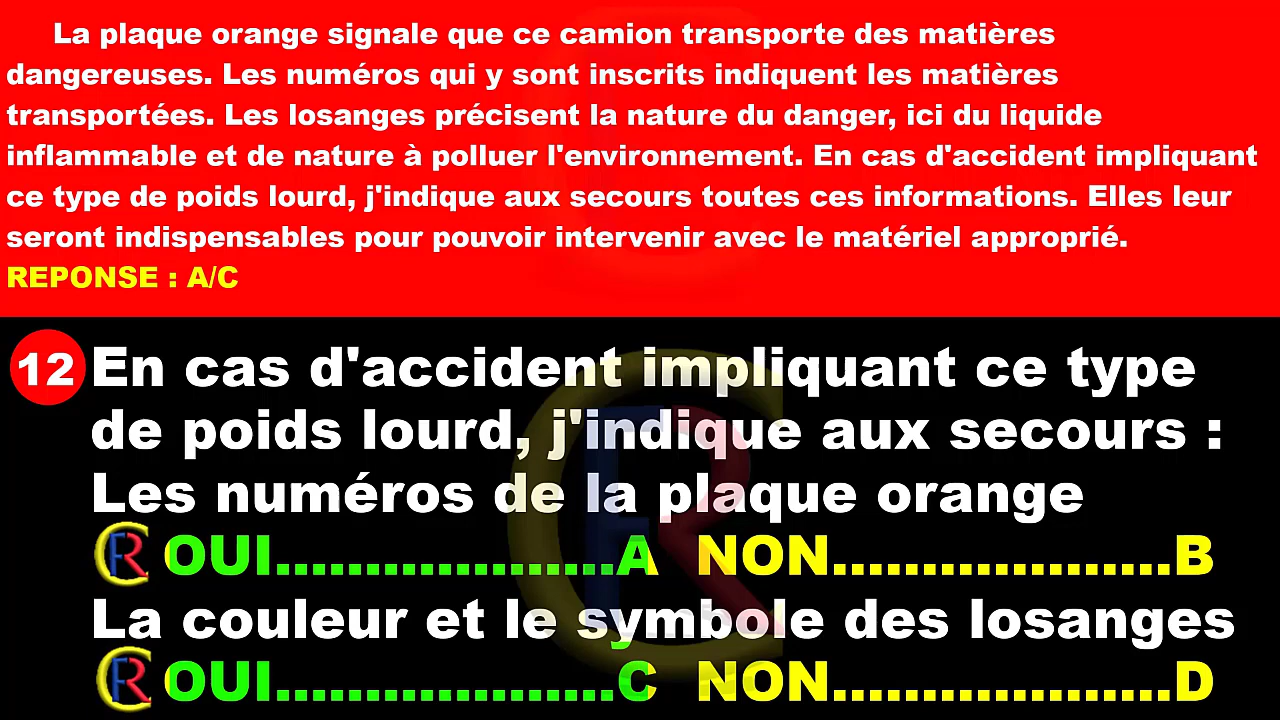 La plaque orange signale que ce camion transporte des matières
dangereuses. Les numéros qui y sont inscrits indiquent les matières
transportées. Les losanges précisent la nature du danger, ici du liquide
inflammable et de nature à polluer l'environnement. En cas d'accident impliquant
ce type de poids lourd, j'indique aux secours toutes ces informations. Elles leur
seront indispensables pour pouvoir intervenir avec le matériel approprié.
REPONSE : A/C
12 En cas d'accident impliquant ce type
de poids lourd, j'indique aux secours :
Les numéros de la plaque orange
CFR OUI...................A NON...................B
La couleur et le symbole des losanges
CFR OUI...................C NON...................D